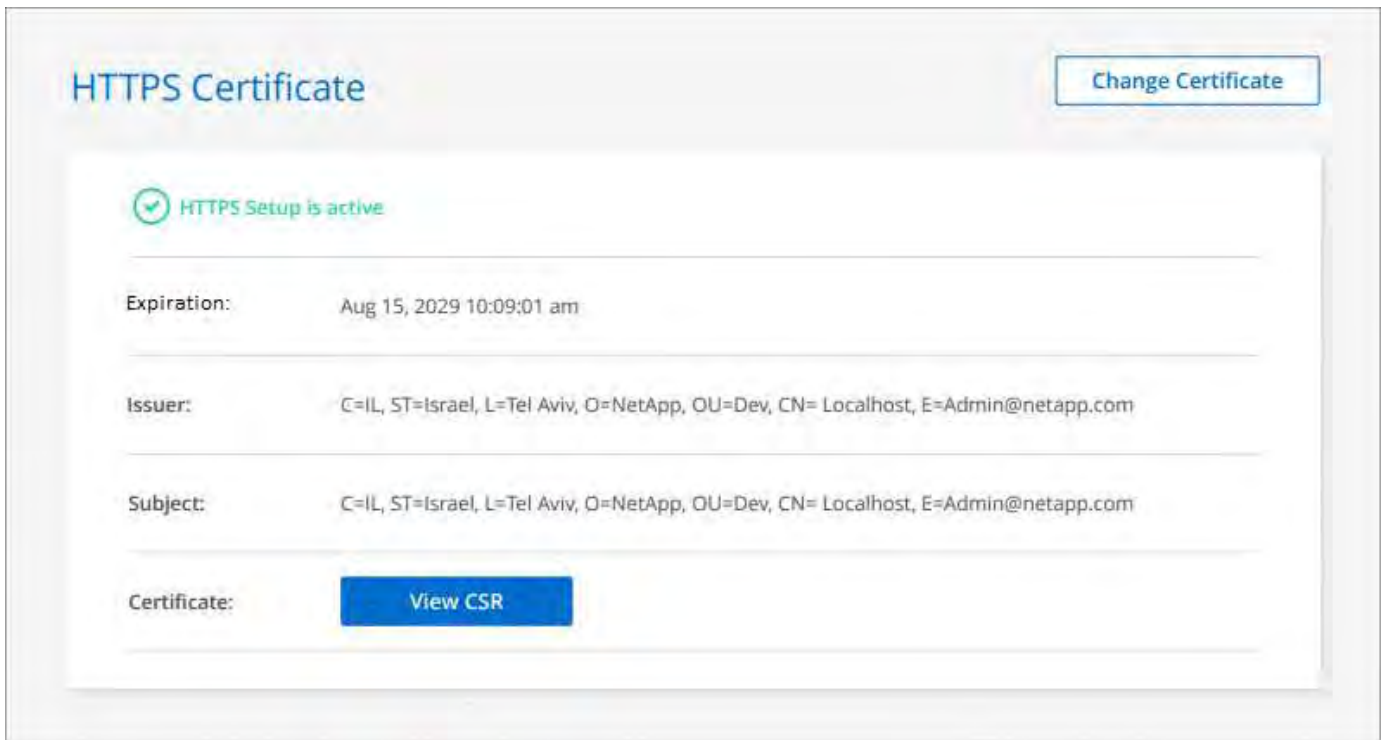 HTTPS Certificate
Change Certificate
HTTPS Setup is active
Expiration: Aug 15, 2029 10:09:01 am
Issuer: C=IL, ST=Israel, L=Tel Aviv, O=NetApp, OU=Dev, CN= Localhost, E=Admin@netapp.com
Subject: C=IL, ST=Israel, L=Tel Aviv, O=NetApp, OU=Dev, CN= Localhost, E=Admin@netapp.com
Certificate: View CSR